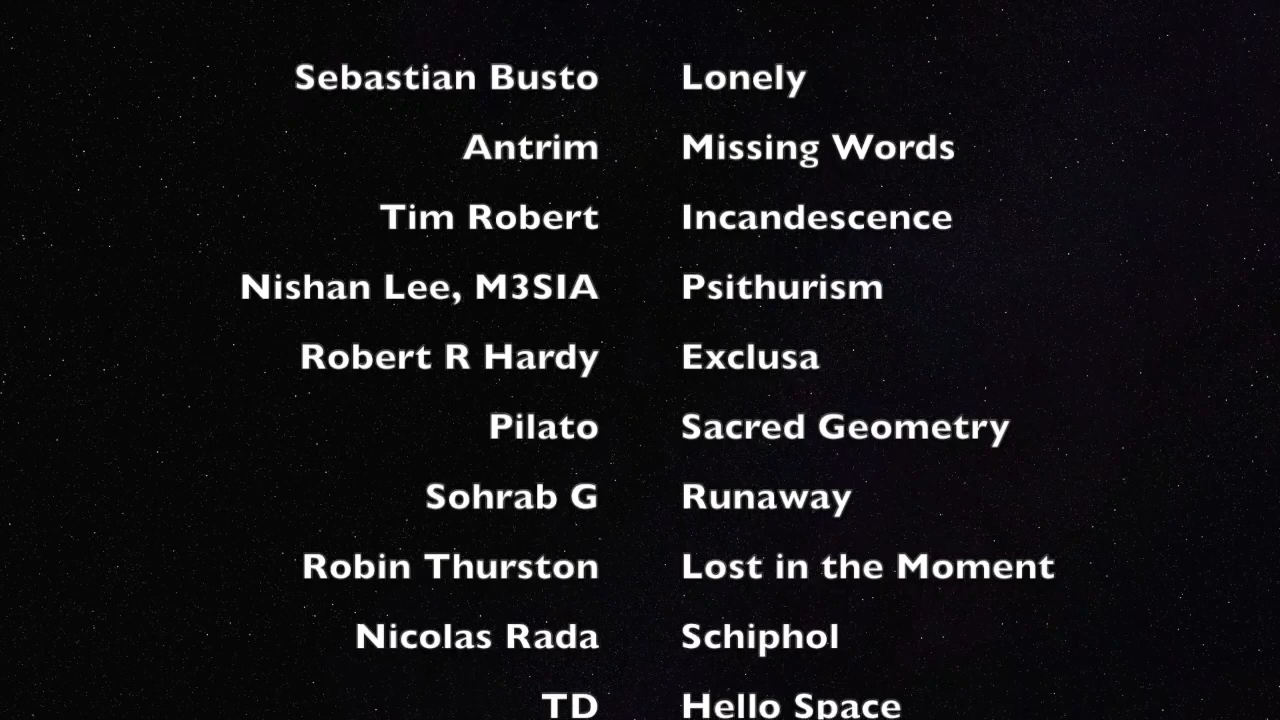 Sebastian Busto Lonely
Antrim Missing Words
Tim Robert Incandescence
Nishan Lee, M3SIA Psithurism
Robert R Hardy Exclusa
Pilato Sacred Geometry
Sohrab G Runaway
Robin Thurston Lost in the Moment
Nicolas Rada Schiphol
TD Hello Space